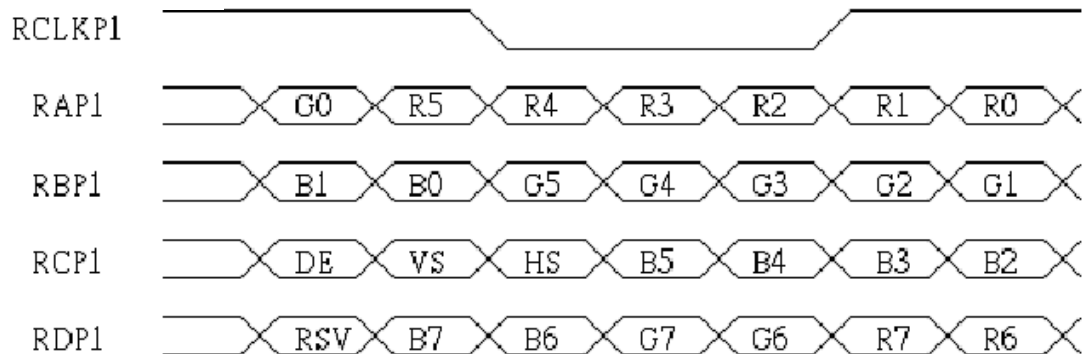 RCLKP1
RAP1 G0 R5 R4 R3 R2 R1 R0
RBP1 B1 B0 G5 G4 G3 G2 G1
RCP1 DE VS HS B5 B4 B3 B2
RDP1 RSV B7 B6 G7 G6 R7 R6